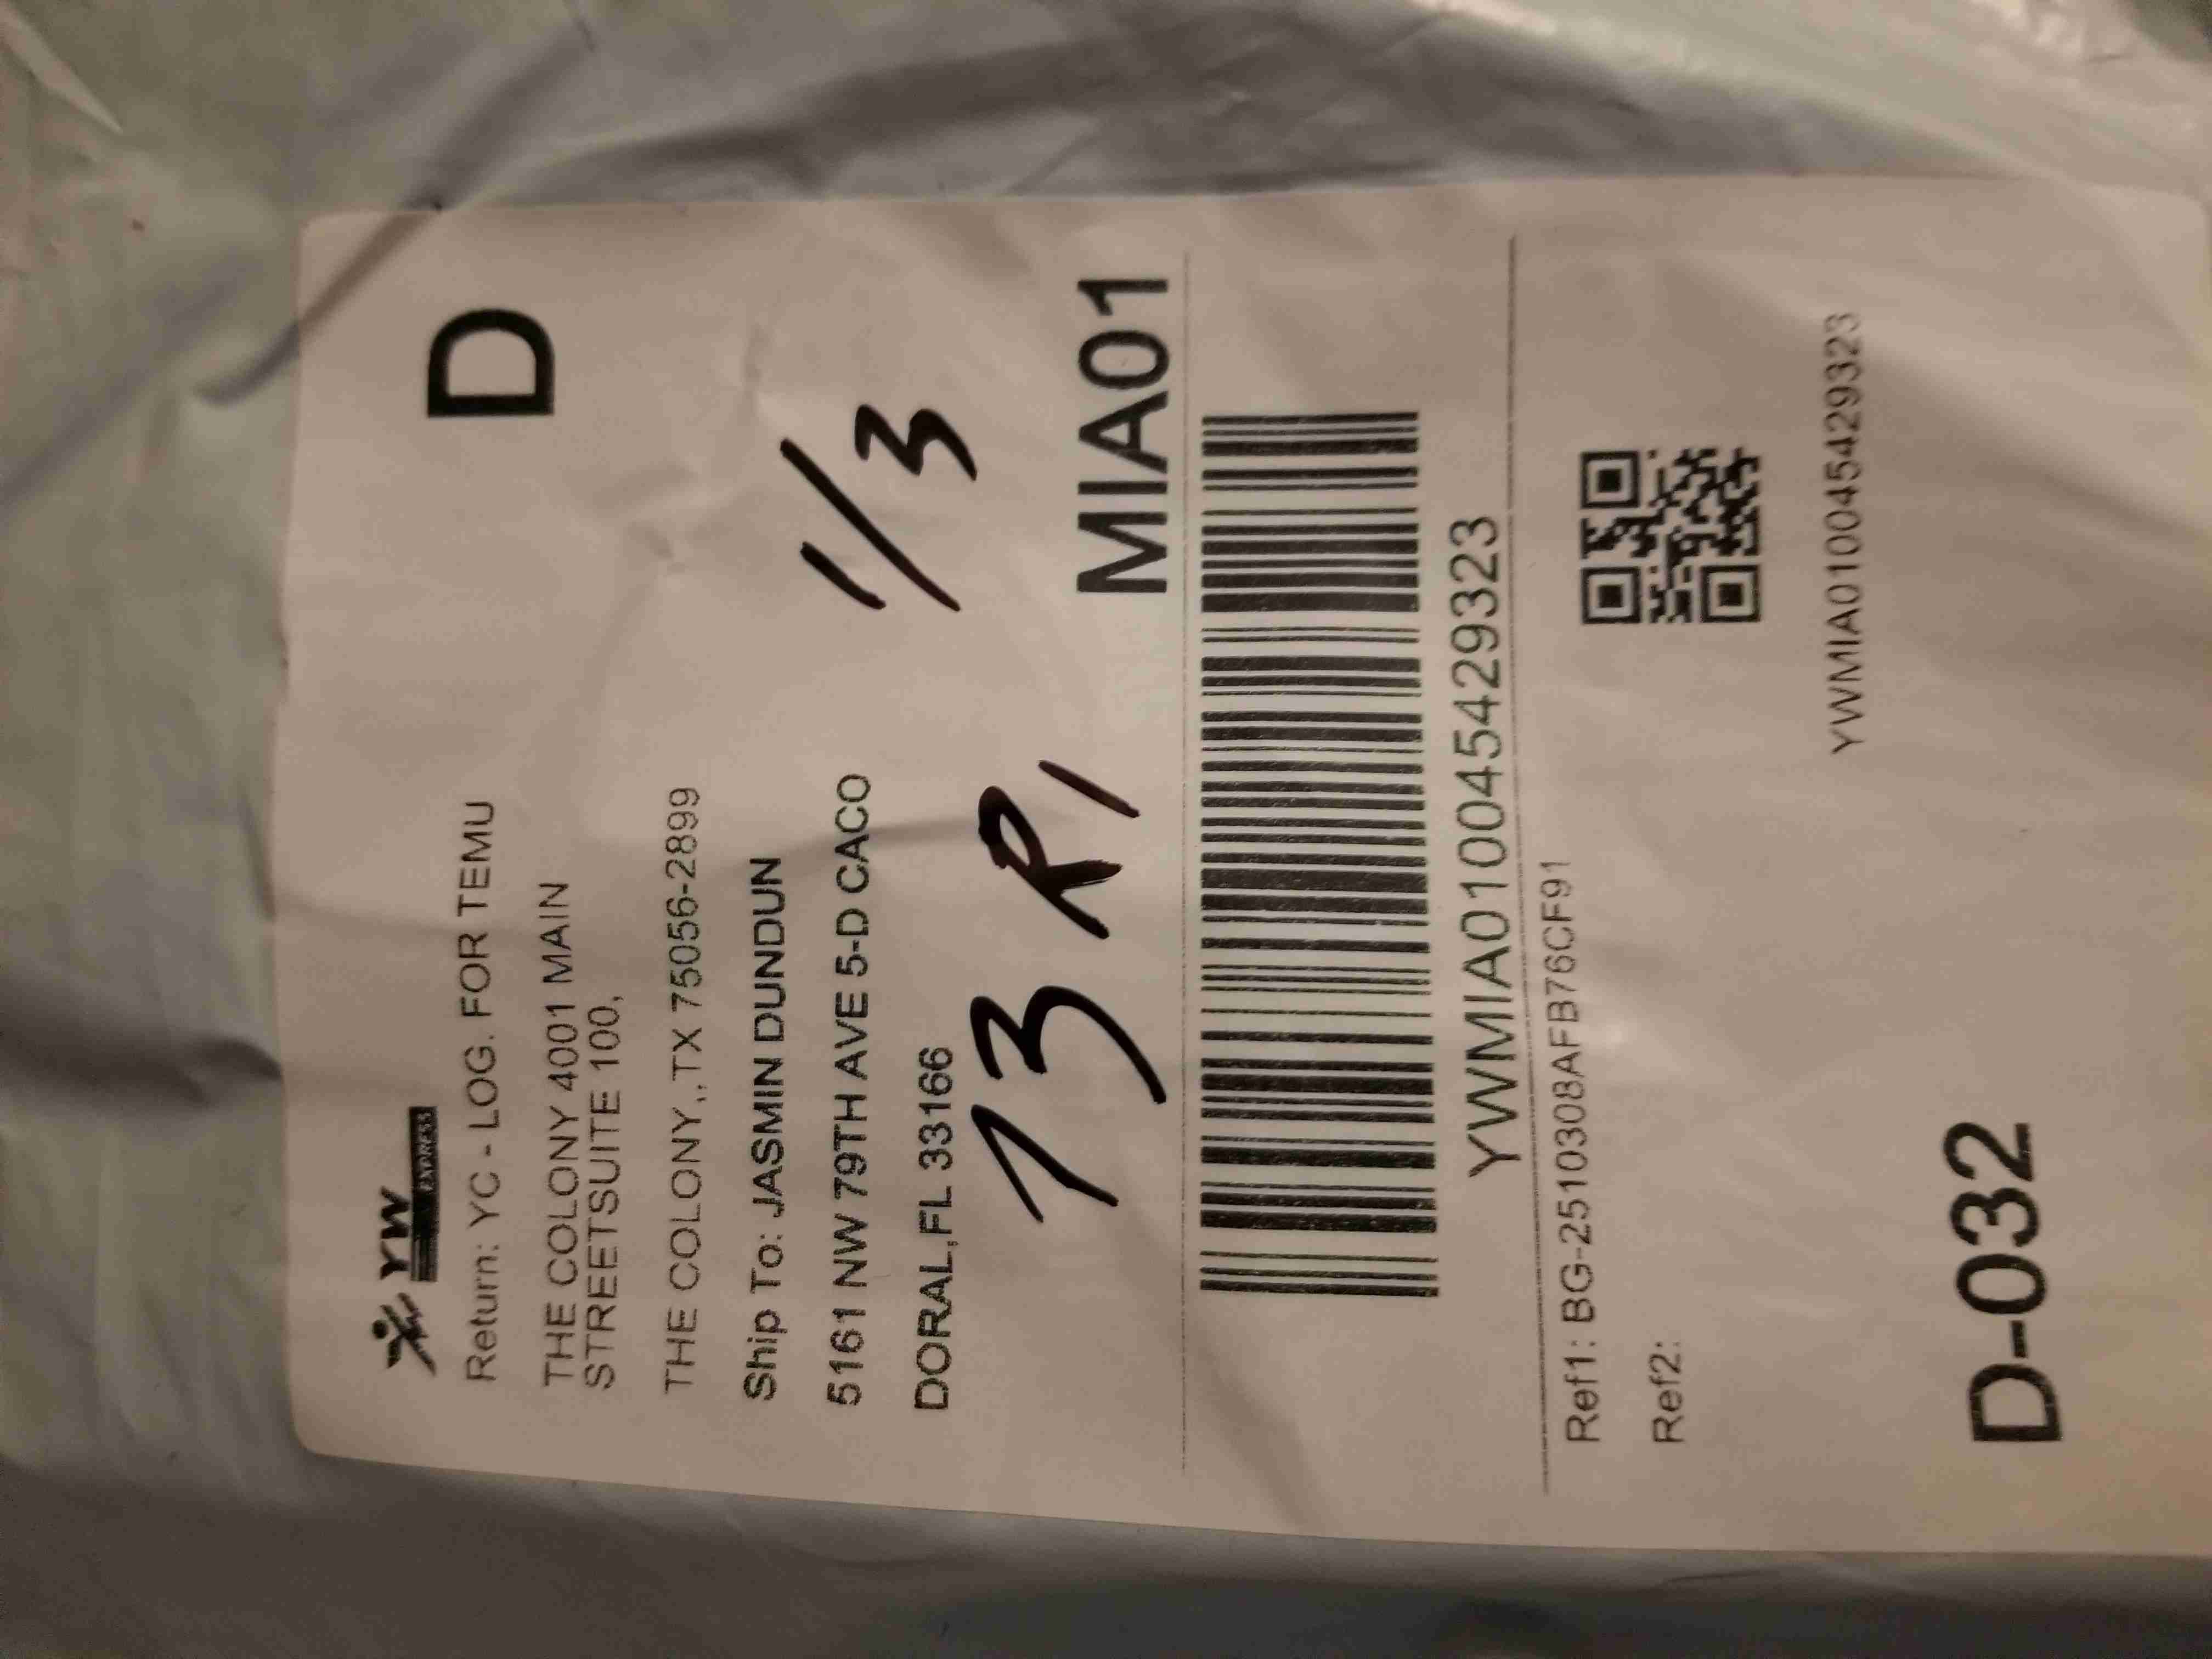 YW
EXPRESS
D
Return: YC - LOG. FOR TEMU
THE COLONY 4001 MAIN
STREETSUITE 100,
THE COLONY,,TX 75056-2899
Ship To: JASMIN DUNDUN
5161 NW 79TH AVE 5-D CACO
DORAL,FL 33166
1/3
13 R1
MIA01
YWMIA010045429323
Ref1: BG-2510308AFB76CF91
Ref2:
YWMIA010045429323
D-032